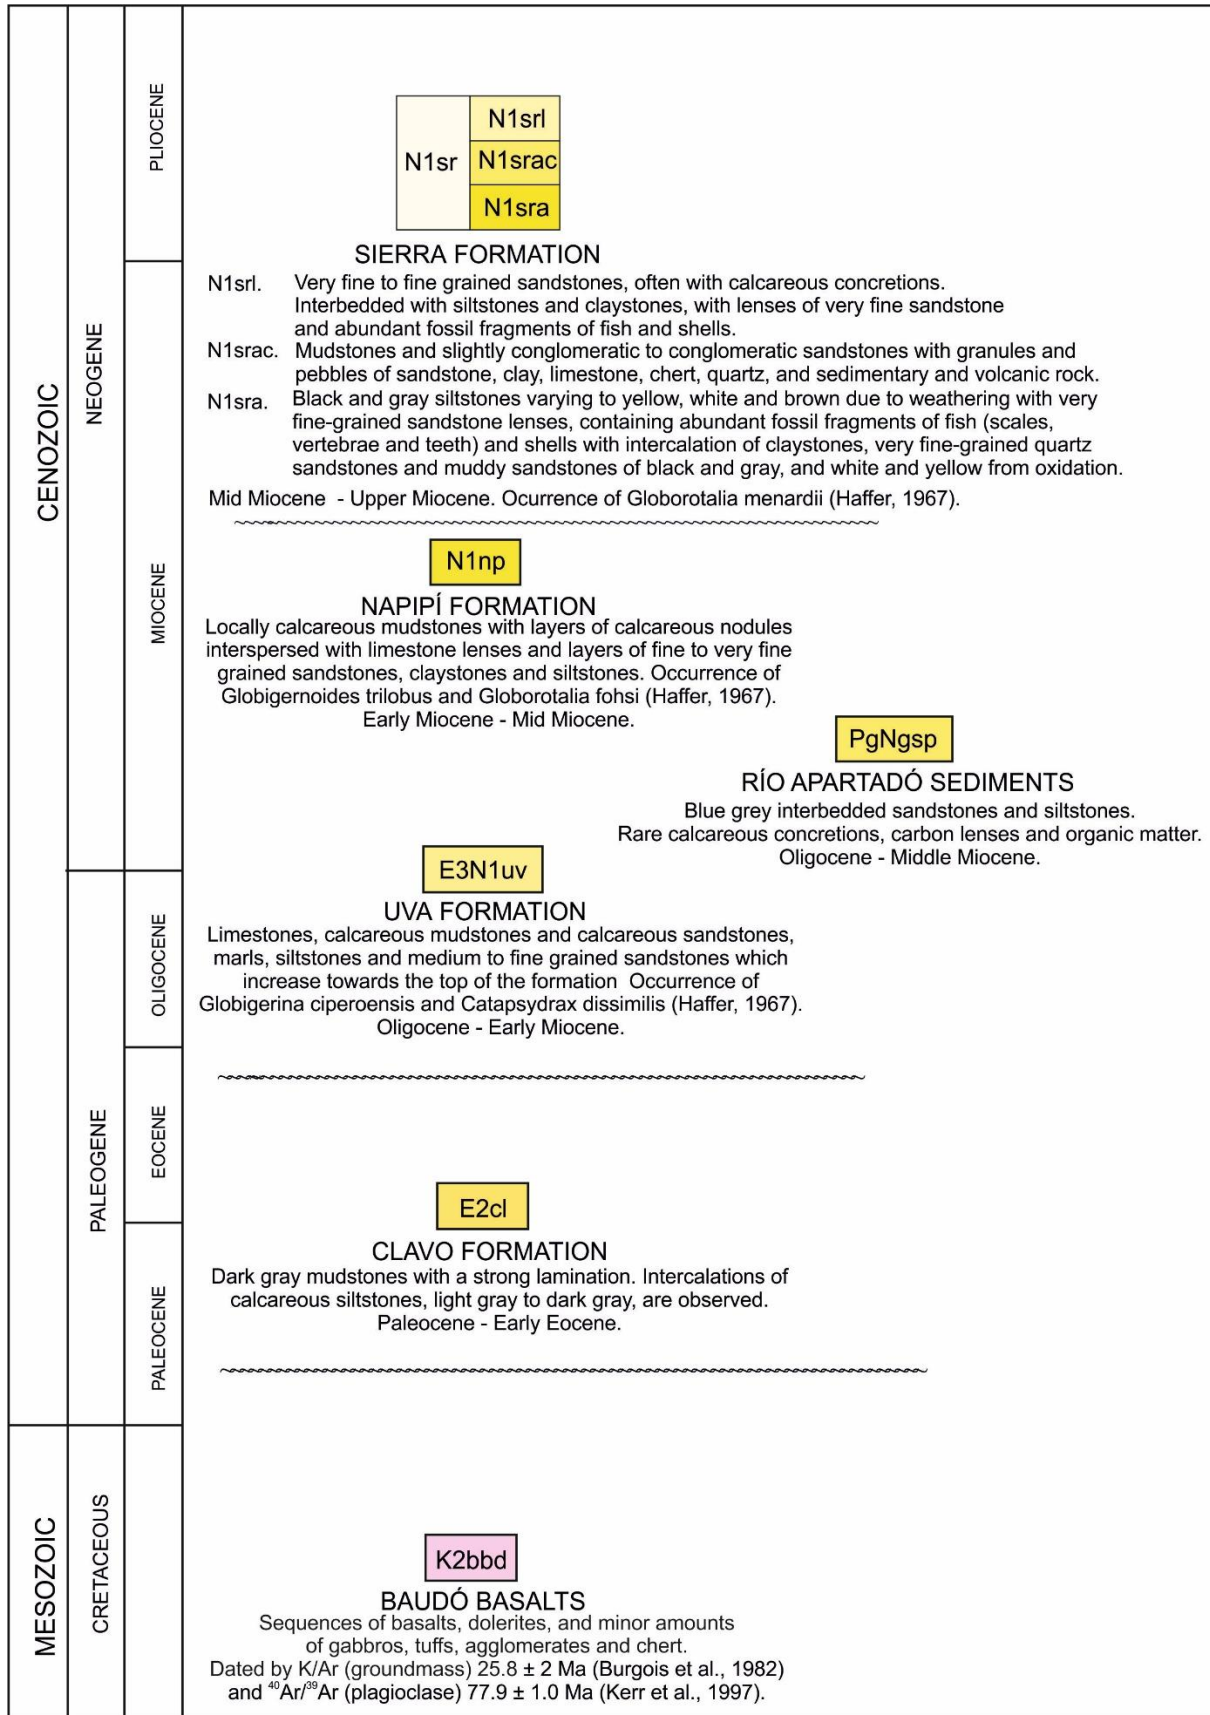 CENOZOIC
NEOGENE
PLIOCENE
N1sr
N1srl
N1srac
N1sra
SIERRA FORMATION
N1srl. Very fine to fine grained sandstones, often with calcareous concretions.
Interbedded with siltstones and claystones, with lenses of very fine sandstone
and abundant fossil fragments of fish and shells.
N1srac. Mudstones and slightly conglomeratic to conglomeratic sandstones with granules and
pebbles of sandstone, clay, limestone, chert, quartz, and sedimentary and volcanic rock.
N1sra. Black and gray siltstones varying to yellow, white and brown due to weathering with very
fine-grained sandstone lenses, containing abundant fossil fragments of fish (scales,
vertebrae and teeth) and shells with intercalation of claystones, very fine-grained quartz
sandstones and muddy sandstones of black and gray, and white and yellow from oxidation.
Mid Miocene - Upper Miocene. Ocurrence of Globorotalia menardii (Haffer, 1967).
MIOCENE
N1np
NAPIPÍ FORMATION
Locally calcareous mudstones with layers of calcareous nodules
interspersed with limestone lenses and layers of fine to very fine
grained sandstones, claystones and siltstones. Occurrence of
Globigernoides trilobus and Globorotalia fohsi (Haffer, 1967).
Early Miocene - Mid Miocene.
PgNgsp
RÍO APARTADÓ SEDIMENTS
Blue grey interbedded sandstones and siltstones.
Rare calcareous concretions, carbon lenses and organic matter.
Oligocene - Middle Miocene.
PALEOGENE
OLIGOCENE
E3N1uv
UVA FORMATION
Limestones, calcareous mudstones and calcareous sandstones,
marls, siltstones and medium to fine grained sandstones which
increase towards the top of the formation Occurrence of
Globigerina ciperoensis and Catapsydrax dissimilis (Haffer, 1967).
Oligocene - Early Miocene.
EOCENE
E2cl
CLAVO FORMATION
Dark gray mudstones with a strong lamination. Intercalations of
calcareous siltstones, light gray to dark gray, are observed.
Paleocene - Early Eocene.
PALEOCENE
MESOZOIC
CRETACEOUS
K2bbd
BAUDÓ BASALTS
Sequences of basalts, dolerites, and minor amounts
of gabbros, tuffs, agglomerates and chert.
Dated by K/Ar (groundmass) 25.8 ± 2 Ma (Burgois et al., 1982)
and ⁴⁰Ar/³⁹Ar (plagioclase) 77.9 ± 1.0 Ma (Kerr et al., 1997).